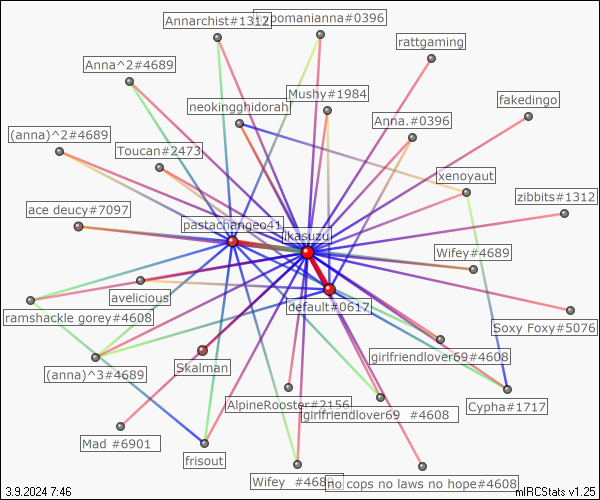 Annarchist#1312
omanianna#0396
rattgaming
Anna^2#4689
Mushy#1984
fakedingo
neokingghidorah
(anna)^2#4689
Anna.#0396
Toucan#2473
xenoyaut
zibbits#1312
ace deucy#7097
pastachangeo41
ikasuzu
Wifey#4689
avelicious
default#0617
ramshackle gorey#4608
Soxy Foxy#5076
girlfriendlover69#4608
(anna)^3#4689
Skalman
AlpineRooster#2156
Cypha#1717
girlfriendlover69 #4608
Mad #6901
frisout
Wifey #468
no cops no laws no hope#4608
3.9.2024 7:46
mIRCStats v1.25